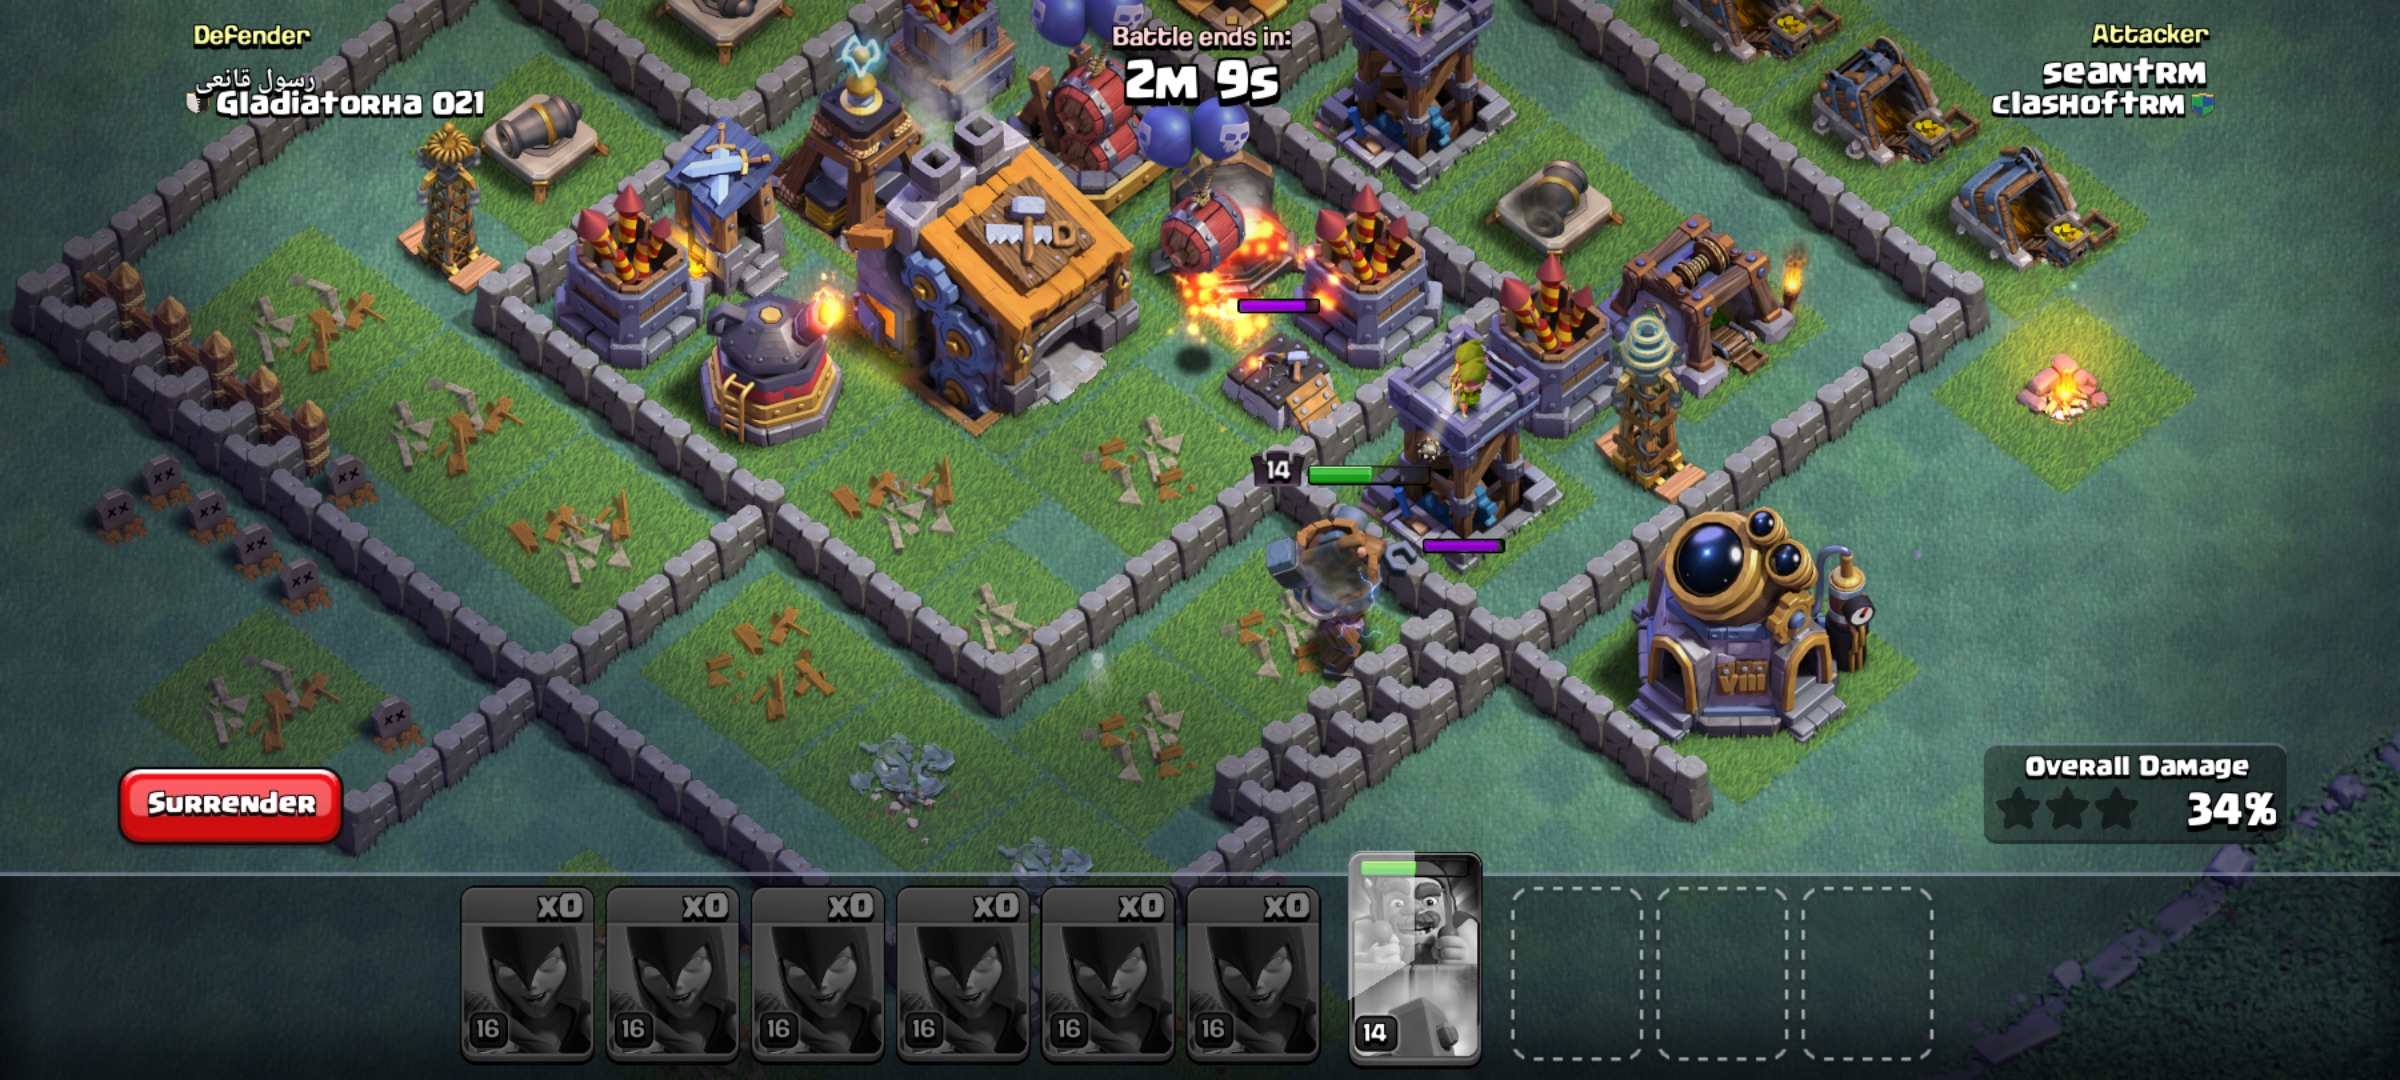 Defender
رسول قانعی
Gladiatorha 021
Battle ends in:
2M 9s
Attacker
seantRM
clashoftRM
14
VIII
Surrender
Overall Damage
34%
x0
x0
x0
x0
x0
x0
16
16
16
16
16
16
14